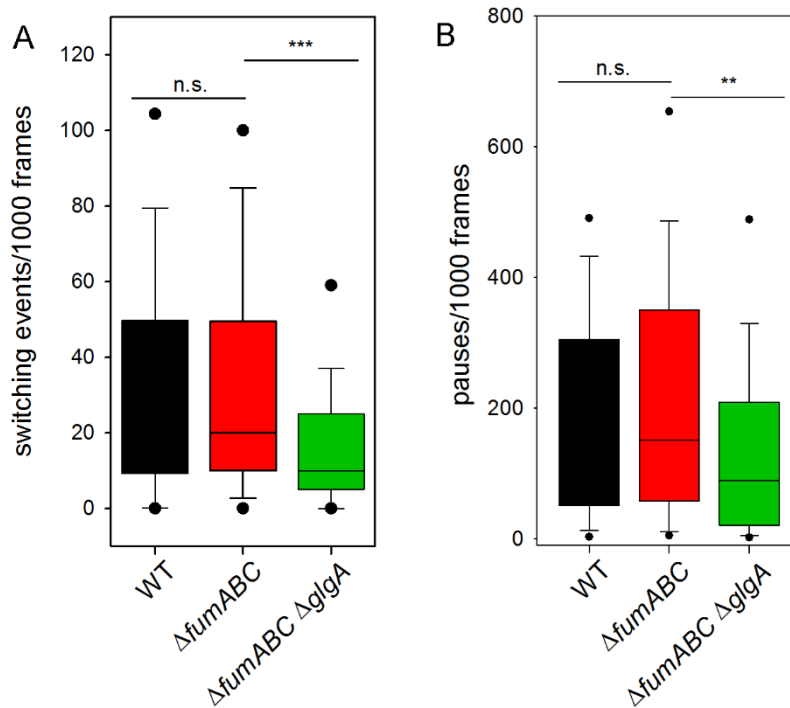 A
switching events/1000 frames
120
100
80
60
40
20
0
n.s.
***
WT
ΔfumABC
ΔfumABC ΔglgA
B
pauses/1000 frames
800
600
400
200
0
n.s.
**
WT
ΔfumABC
ΔfumABC ΔglgA